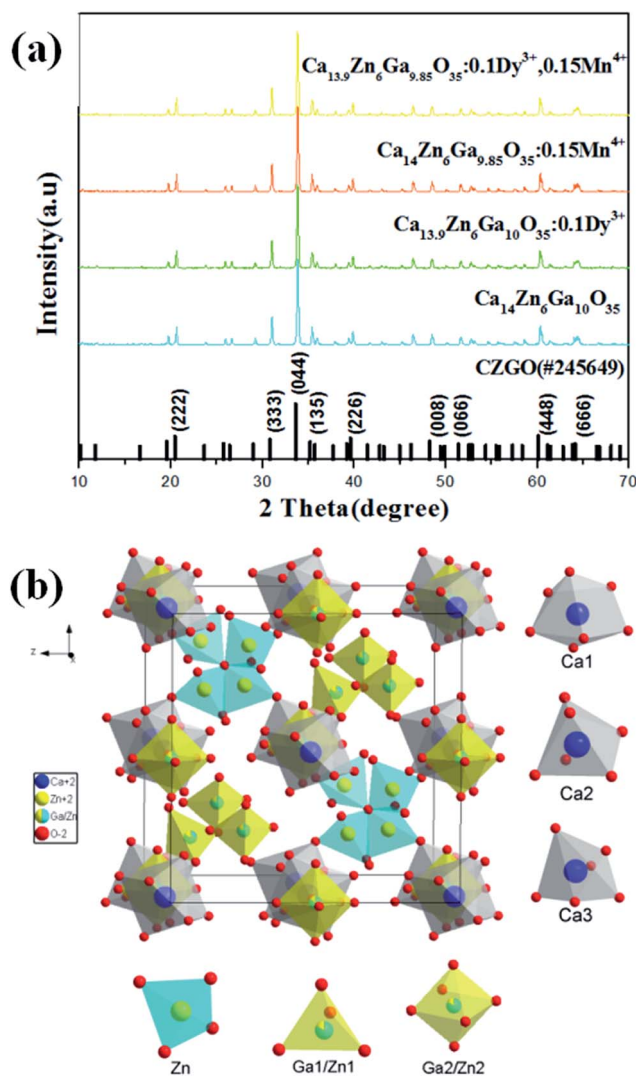 (a)
Intensity(a.u)
Ca13.9Zn6Ga9.85O35:0.1Dy3+,0.15Mn4+
Ca14Zn6Ga9.85O35:0.15Mn4+
Ca13.9Zn6Ga10O35:0.1Dy3+
Ca14Zn6Ga10O35
CZGO(#245649)
(222)
(333)
(044)
(135)
(226)
(008)
(066)
(448)
(666)
10 20 30 40 50 60 70
2 Theta(degree)
(b)
z
x
Ca+2
Zn+2
Ga/Zn
O-2
Ca1
Ca2
Ca3
Zn
Ga1/Zn1
Ga2/Zn2